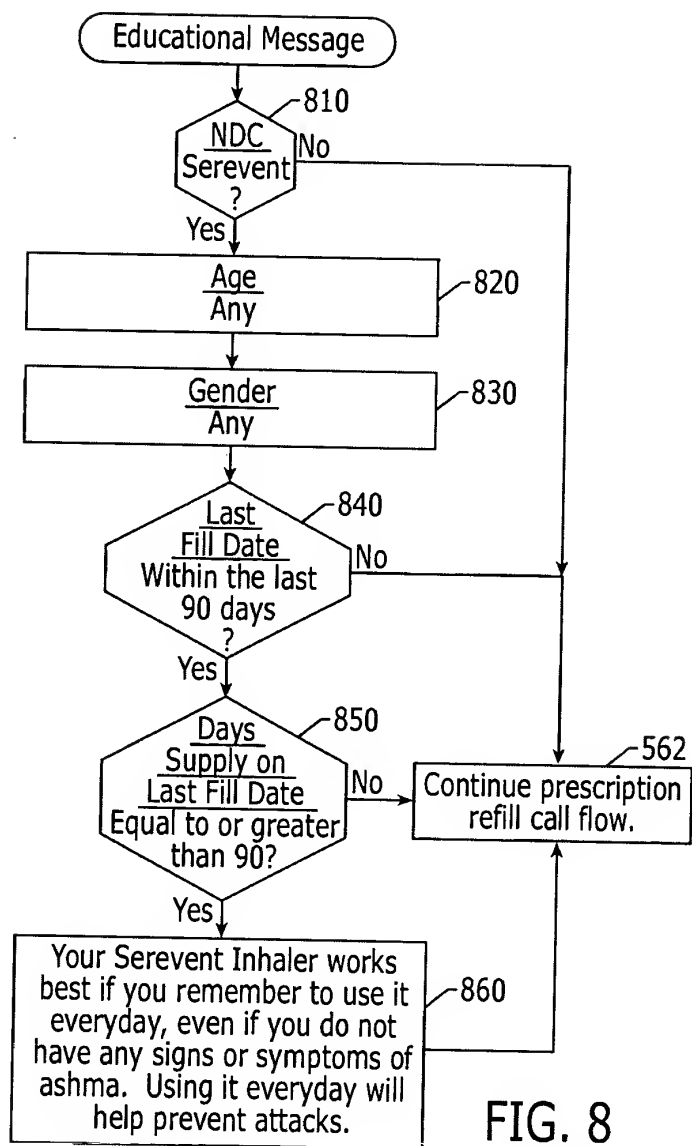 Educational Message
810
NDC
Serevent
?
No
Yes
Age
Any
820
Gender
Any
830
Last
Fill Date
Within the last
90 days
?
840
No
Yes
Days
Supply on
Last Fill Date
Equal to or greater
than 90?
850
No
562
Continue prescription
refill call flow.
Yes
Your Serevent Inhaler works
best if you remember to use it
everyday, even if you do not
have any signs or symptoms of
ashma. Using it everyday will
help prevent attacks.
860
FIG. 8